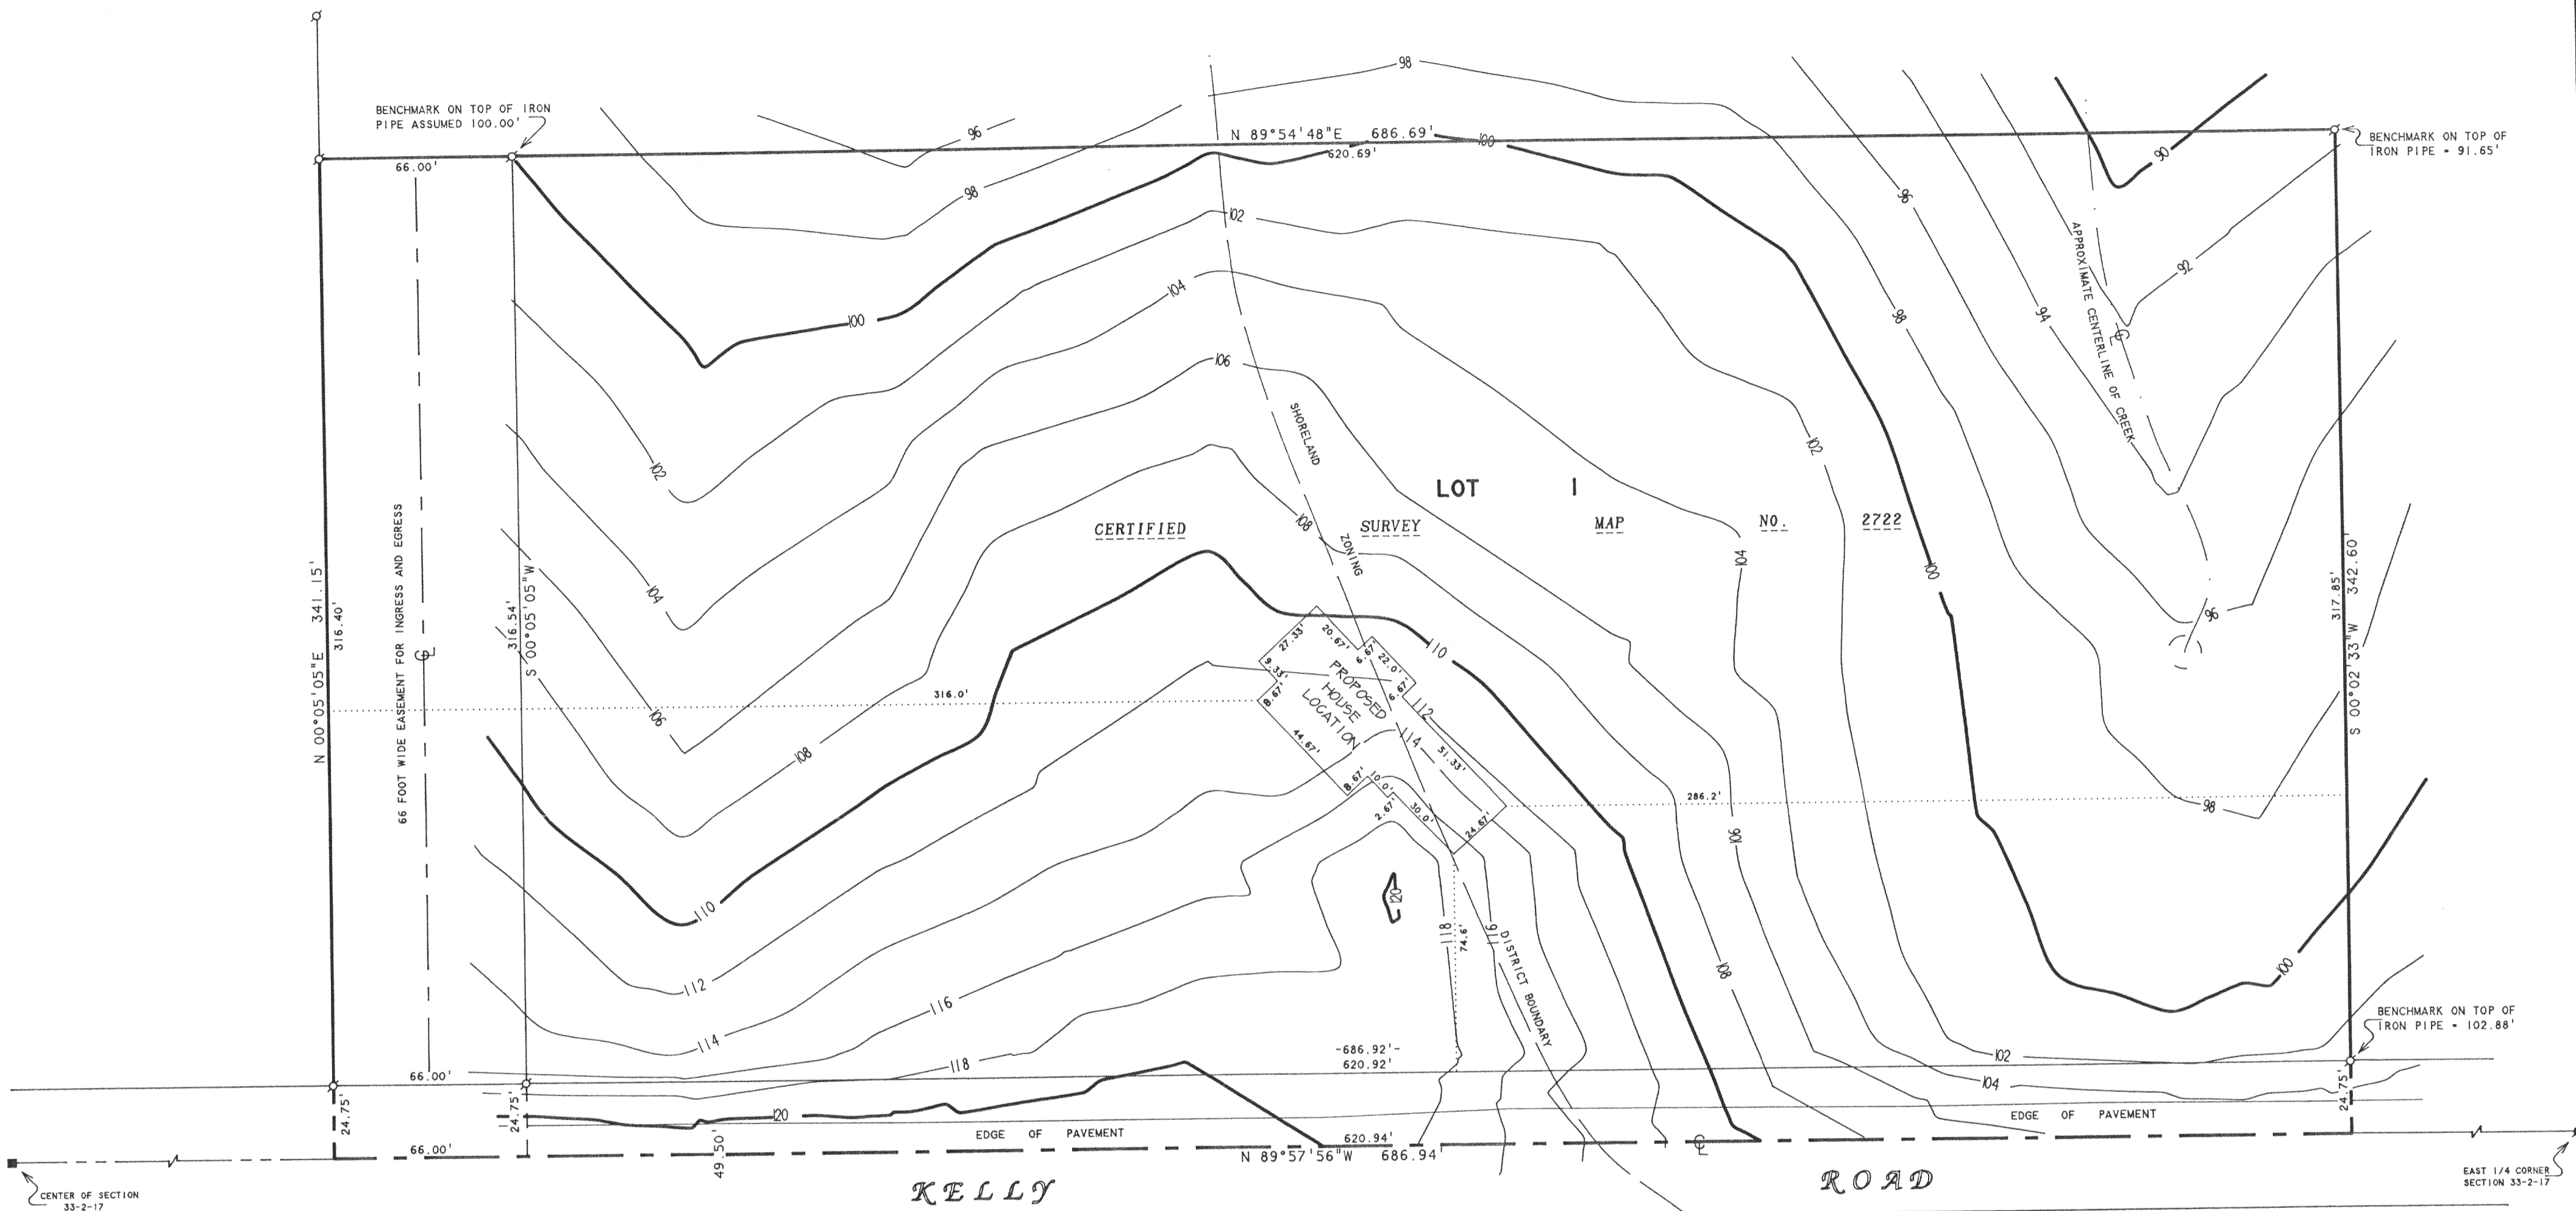 98
BENCHMARK ON TOP OF IRON
PIPE ASSUMED 100.00'
96
N 89°54'48"E 686.69'
620.69'
100
90
BENCHMARK ON TOP OF
IRON PIPE = 91.65'
66.00'
98
96
102
APPROXIMATE CENTERLINE OF CREEK
92
104
100
98
94
106
SHORELAND
ZONING
DISTRICT BOUNDARY
102
102
LOT 1
108
CERTIFIED SURVEY MAP NO. 2722
104
100
N 00°05'05"E 341.15'
316.40'
66 FOOT WIDE EASEMENT FOR INGRESS AND EGRESS
316.54'
S 00°05'05"W
104
317.85'
S 00°02'33"W 342.60'
96
27.33'
20.67'
6.67'
22.0'
110
9.33'
PROPOSED
HOUSE
LOCATION
6.67'
8.67'
316.0'
106
112
114
108
44.67'
51.33'
8.67'
10.0'
2.67'
30.0'
24.67'
286.2'
98
106
120
110
118
74.6'
116
108
100
112
116
114
118
-686.92'-
620.92'
102
104
BENCHMARK ON TOP OF
IRON PIPE = 102.88'
66.00'
24.75'
24.75'
24.75'
120
EDGE OF PAVEMENT
EDGE OF PAVEMENT
620.94'
66.00'
49.50'
N 89°57'56"W 686.94'
KELLY ROAD
CENTER OF SECTION
33-2-17
EAST 1/4 CORNER
SECTION 33-2-17